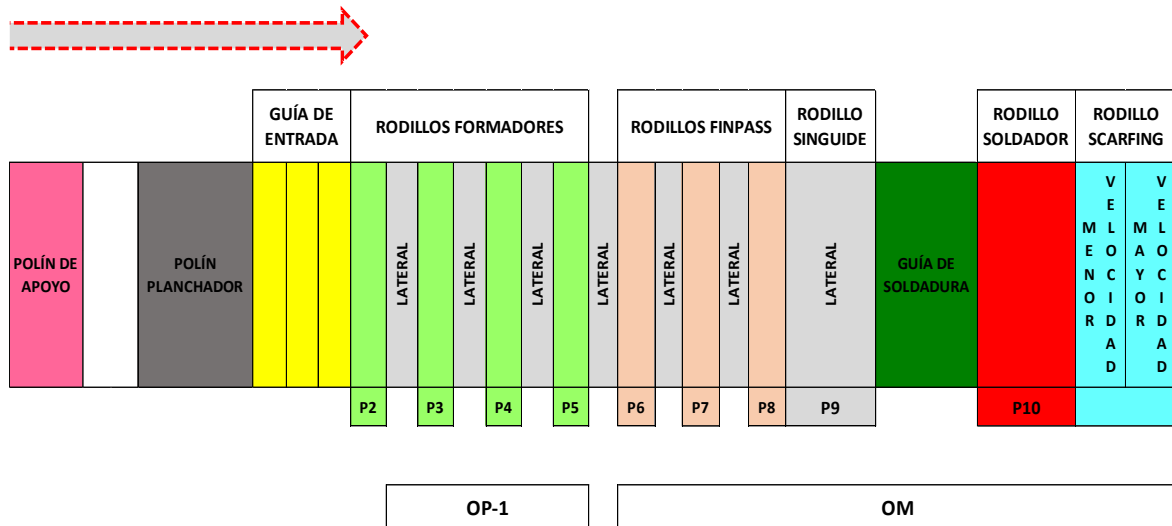 GUÍA DE
ENTRADA
RODILLOS FORMADORES
RODILLOS FINPASS
RODILLO
SINGUIDE
RODILLO
SOLDADOR
RODILLO
SCARFING
POLÍN DE
APOYO
POLÍN
PLANCHADOR
LATERAL
LATERAL
LATERAL
LATERAL
LATERAL
LATERAL
LATERAL
GUÍA DE
SOLDADURA
MENOR
VELOCIDAD
MAYOR
VELOCIDAD
P2
P3
P4
P5
P6
P7
P8
P9
P10
OP-1
OM